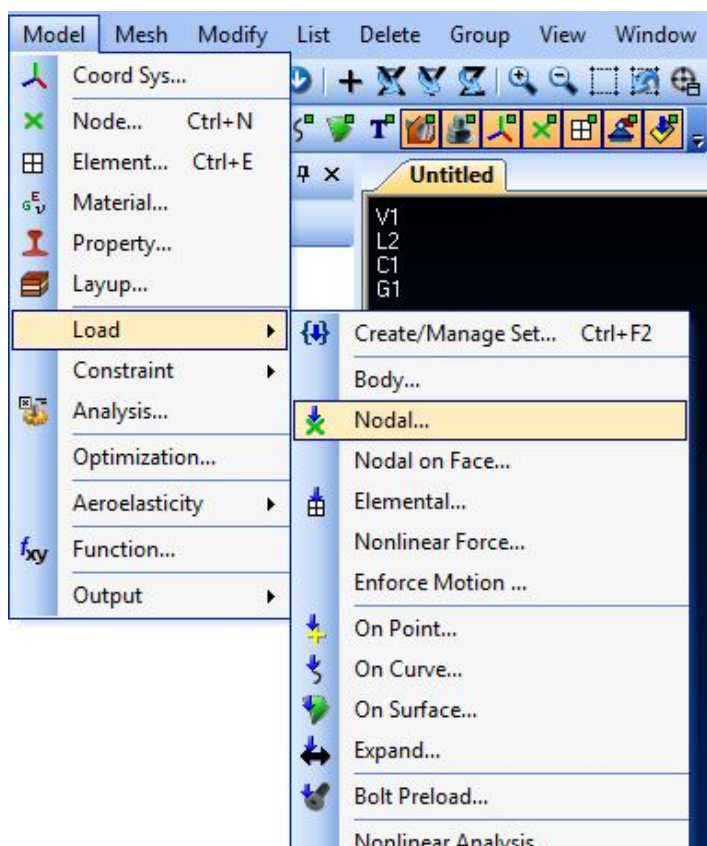 Model Mesh Modify List Delete Group View Window
Coord Sys...
Node... Ctrl+N
Element... Ctrl+E
Material...
Property...
Layup...
Load
Constraint
Analysis...
Optimization...
Aeroelasticity
Function...
Output
Untitled
V1
L2
C1
G1
Create/Manage Set... Ctrl+F2
Body...
Nodal...
Nodal on Face...
Elemental...
Nonlinear Force...
Enforce Motion ...
On Point...
On Curve...
On Surface...
Expand...
Bolt Preload...
Nonlinear Analysis